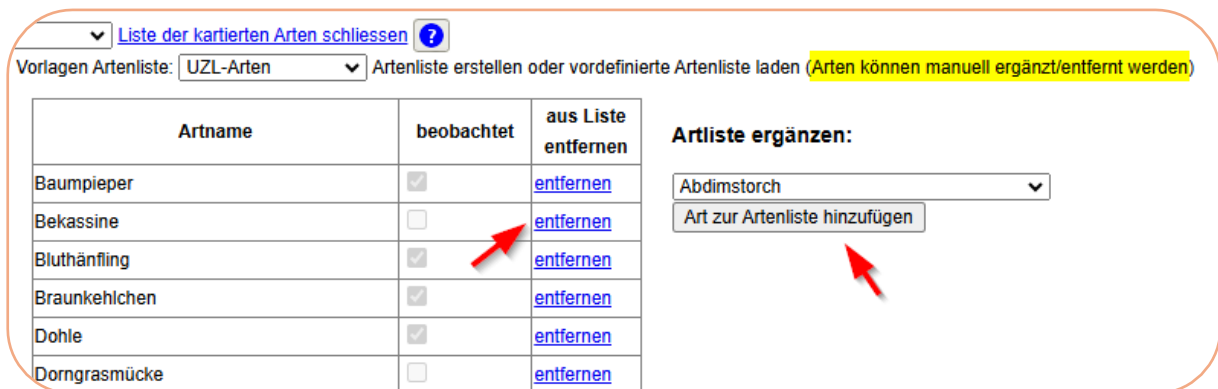 Liste der kartierten Arten schliessen ?
Vorlagen Artenliste: UZL-Arten Artenliste erstellen oder vordefinierte Artenliste laden (Arten können manuell ergänzt/entfernt werden)
Artname beobachtet aus Liste entfernen
Baumpieper entfernen
Bekassine entfernen
Bluthänfling entfernen
Braunkehlchen entfernen
Dohle entfernen
Dorngrasmücke entfernen
Artliste ergänzen:
Abdimstorch
Art zur Artenliste hinzufügen